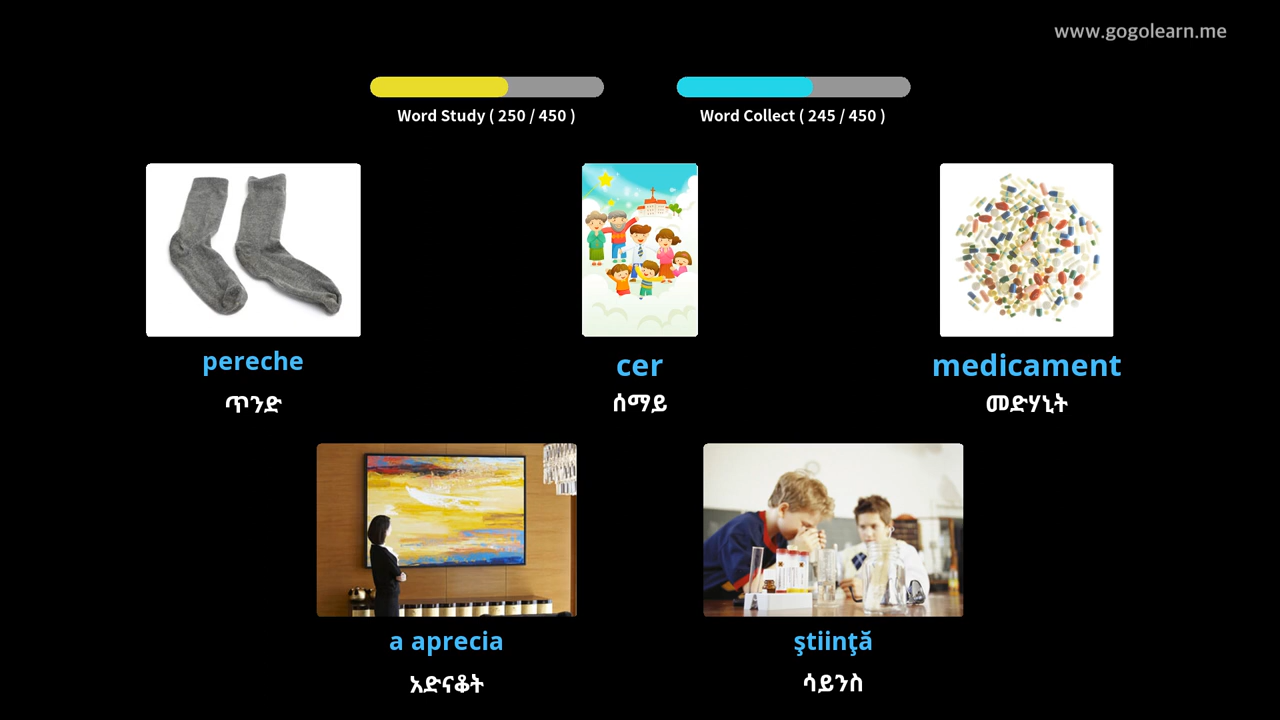 www.gogolearn.me
Word Study ( 250 / 450 )
Word Collect ( 245 / 450 )
pereche
cer
medicament
ጥንድ
ሰማይ
መድሃኒት
a aprecia
ştiinţă
አድናቆት
ሳይንስ